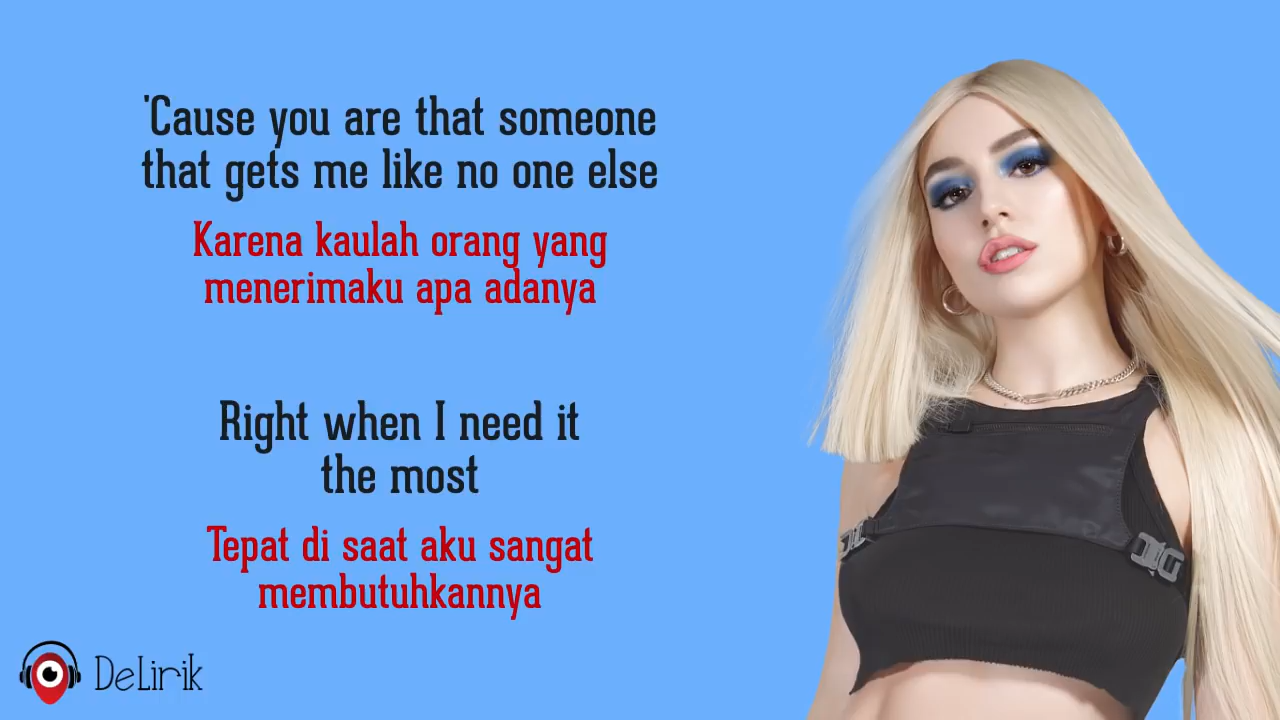 'Cause you are that someone
that gets me like no one else
Karena kaulah orang yang
menerimaku apa adanya
Right when I need it
the most
Tepat di saat aku sangat
membutuhkannya
DeLirik